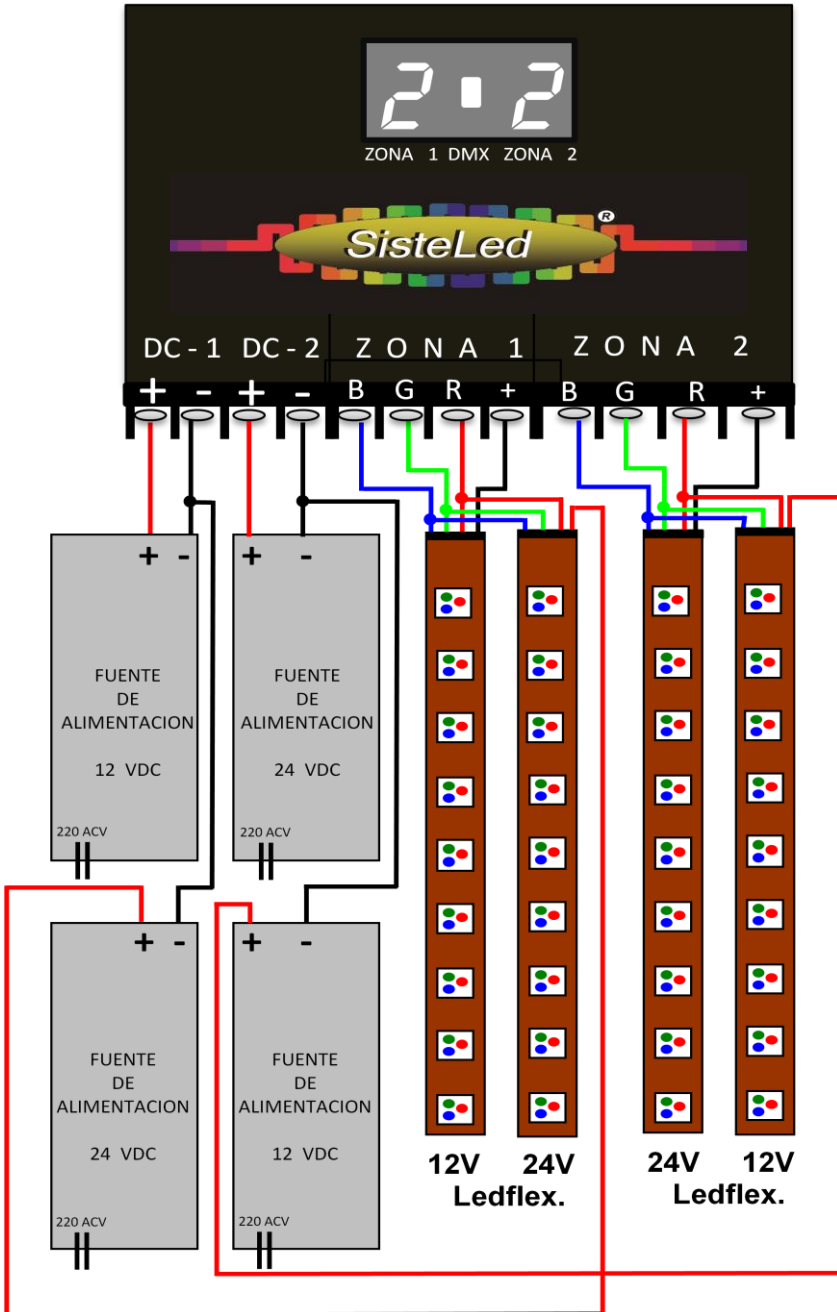 2 . 2
ZONA 1 DMX ZONA 2
SisteLed ®
DC - 1 DC - 2 Z O N A 1 Z O N A 2
+ - + - B G R + B G R +
+ - + -
FUENTE
DE
ALIMENTACION
12 VDC
220 ACV
FUENTE
DE
ALIMENTACION
24 VDC
220 ACV
+ - + -
FUENTE
DE
ALIMENTACION
24 VDC
220 ACV
FUENTE
DE
ALIMENTACION
12 VDC
220 ACV
12V 24V
Ledflex.
24V 12V
Ledflex.